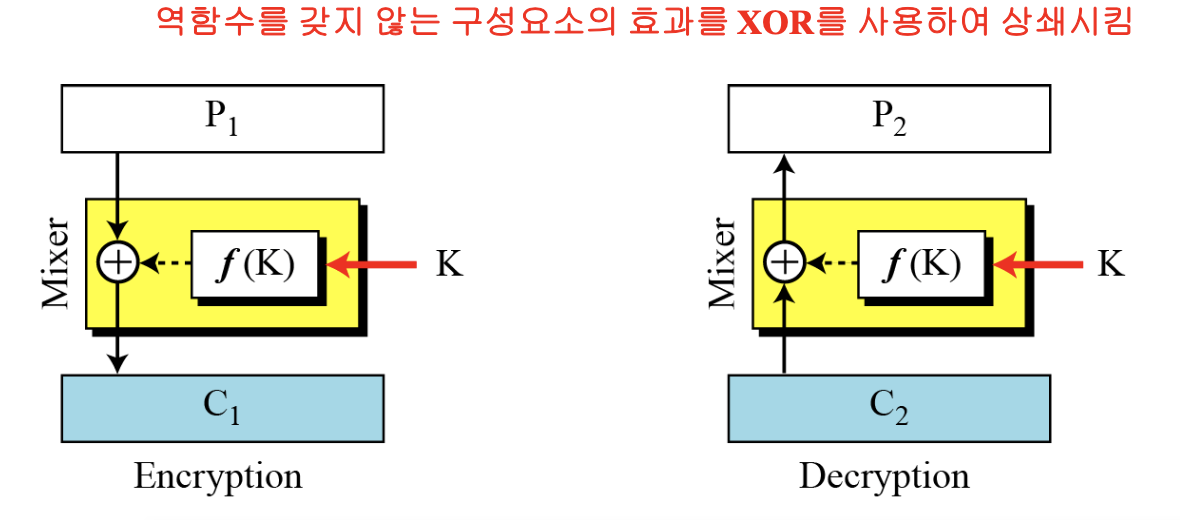 역함수를 갖지 않는 구성요소의 효과를 XOR를 사용하여 상쇄시킴
P₁
Mixer
f (K)
K
C₁
Encryption
P₂
Mixer
f (K)
K
C₂
Decryption